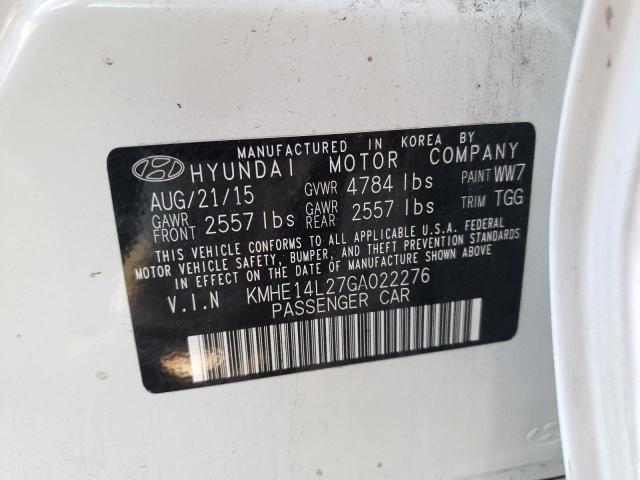 MANUFACTURED IN KOREA BY
HYUNDAI MOTOR COMPANY
AUG/21/15 GVWR 4784 lbs PAINT WW7
GAWR FRONT 2557 lbs GAWR REAR 2557 lbs TRIM TGG
THIS VEHICLE CONFORMS TO ALL APPLICABLE U.S.A. FEDERAL
MOTOR VEHICLE SAFETY, BUMPER, AND THEFT PREVENTION STANDARDS
IN EFFECT ON THE DATE OF MANUFACTURE SHOWN ABOVE.
V.I.N KMHE14L27GA022276
PASSENGER CAR